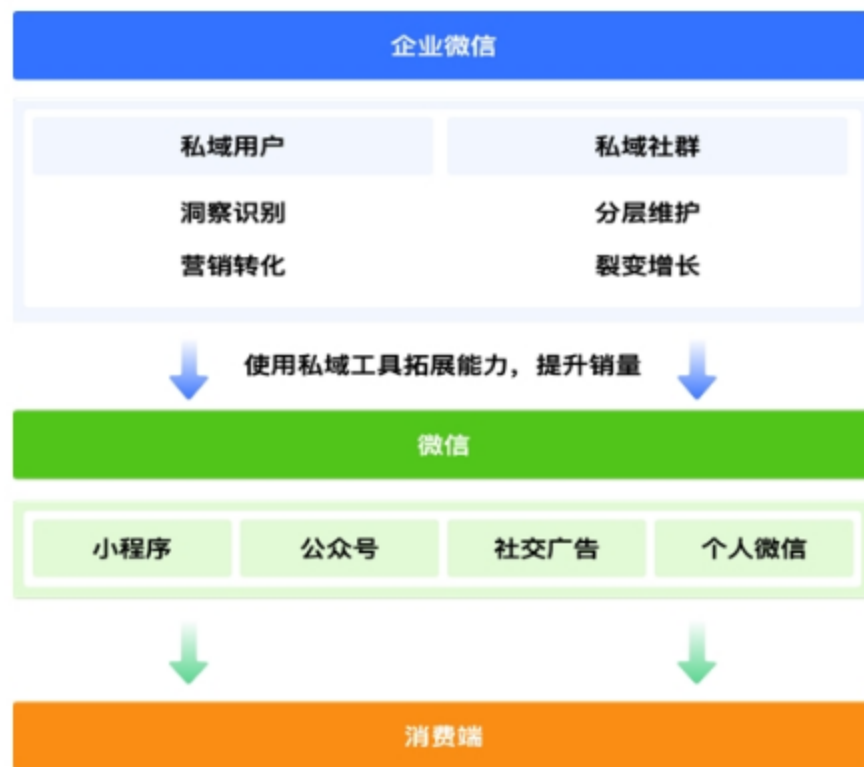 企业微信
私域用户 私域社群
洞察识别 分层维护
营销转化 裂变增长
使用私域工具拓展能力，提升销量
微信
小程序 公众号 社交广告 个人微信
消费端